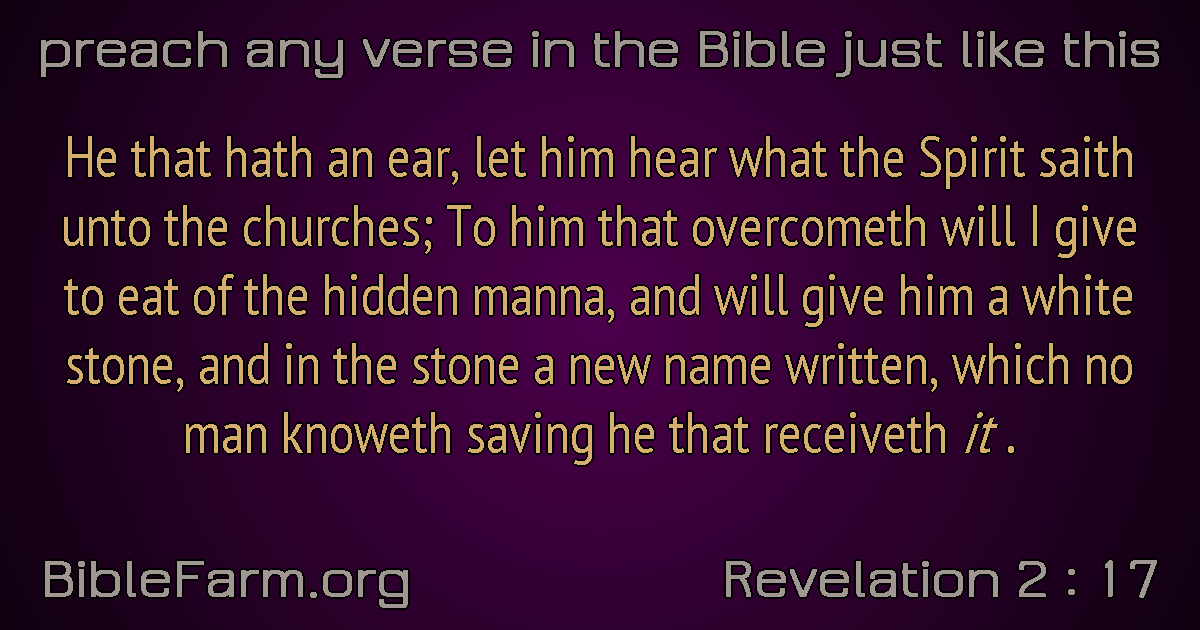 preach any verse in the Bible just like this
He that hath an ear, let him hear what the Spirit saith
unto the churches; To him that overcometh will I give
to eat of the hidden manna, and will give him a white
stone, and in the stone a new name written, which no
man knoweth saving he that receiveth it .
BibleFarm.org
Revelation 2 : 17